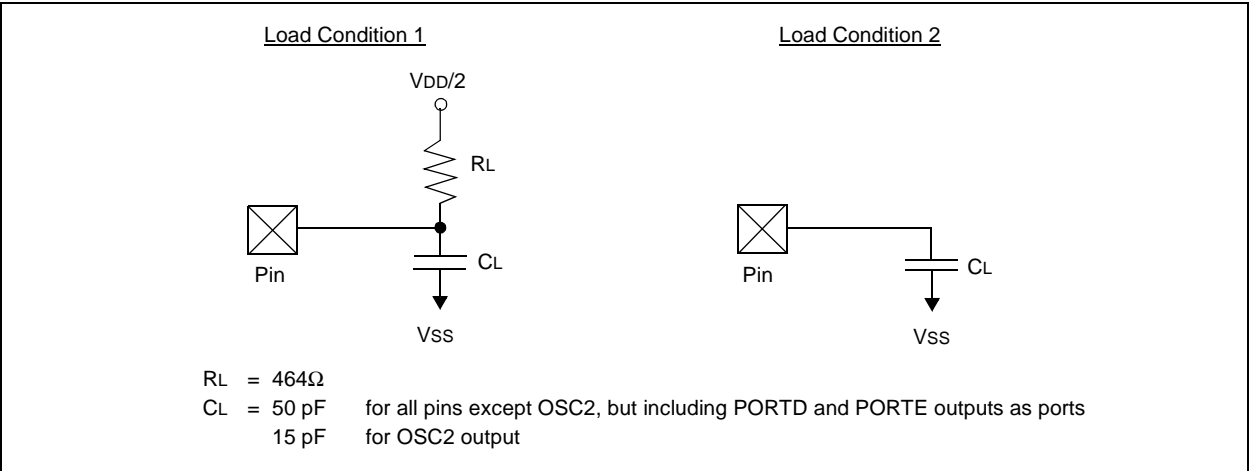 Load Condition 1
Load Condition 2
VDD/2
RL
Pin
CL
VSS
Pin
CL
VSS
RL = 464Ω
CL = 50 pF for all pins except OSC2, but including PORTD and PORTE outputs as ports
15 pF for OSC2 output